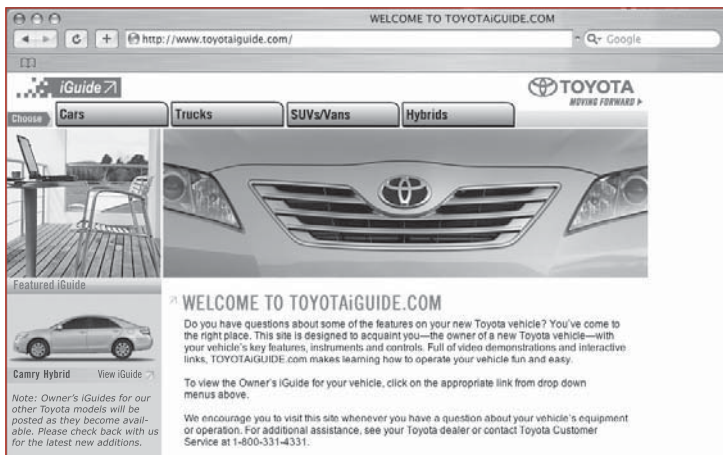 WELCOME TO TOYOTAiGUIDE.COM
http://www.toyotaiguide.com/
Google
iGuide
TOYOTA
MOVING FORWARD
Choose
Cars
Trucks
SUVs/Vans
Hybrids
Featured iGuide
Camry Hybrid
View iGuide
Note: Owner's iGuides for our
other Toyota models will be
posted as they become avail-
able. Please check back with us
for the latest new additions.
WELCOME TO TOYOTAiGUIDE.COM
Do you have questions about some of the features on your new Toyota vehicle? You've come to
the right place. This site is designed to acquaint you—the owner of a new Toyota vehicle—with
your vehicle's key features, instruments and controls. Full of video demonstrations and interactive
links, TOYOTAiGUIDE.com makes learning how to operate your vehicle fun and easy.
To view the Owner's iGuide for your vehicle, click on the appropriate link from drop down
menus above.
We encourage you to visit this site whenever you have a question about your vehicle's equipment
or operation. For additional assistance, see your Toyota dealer or contact Toyota Customer
Service at 1-800-331-4331.